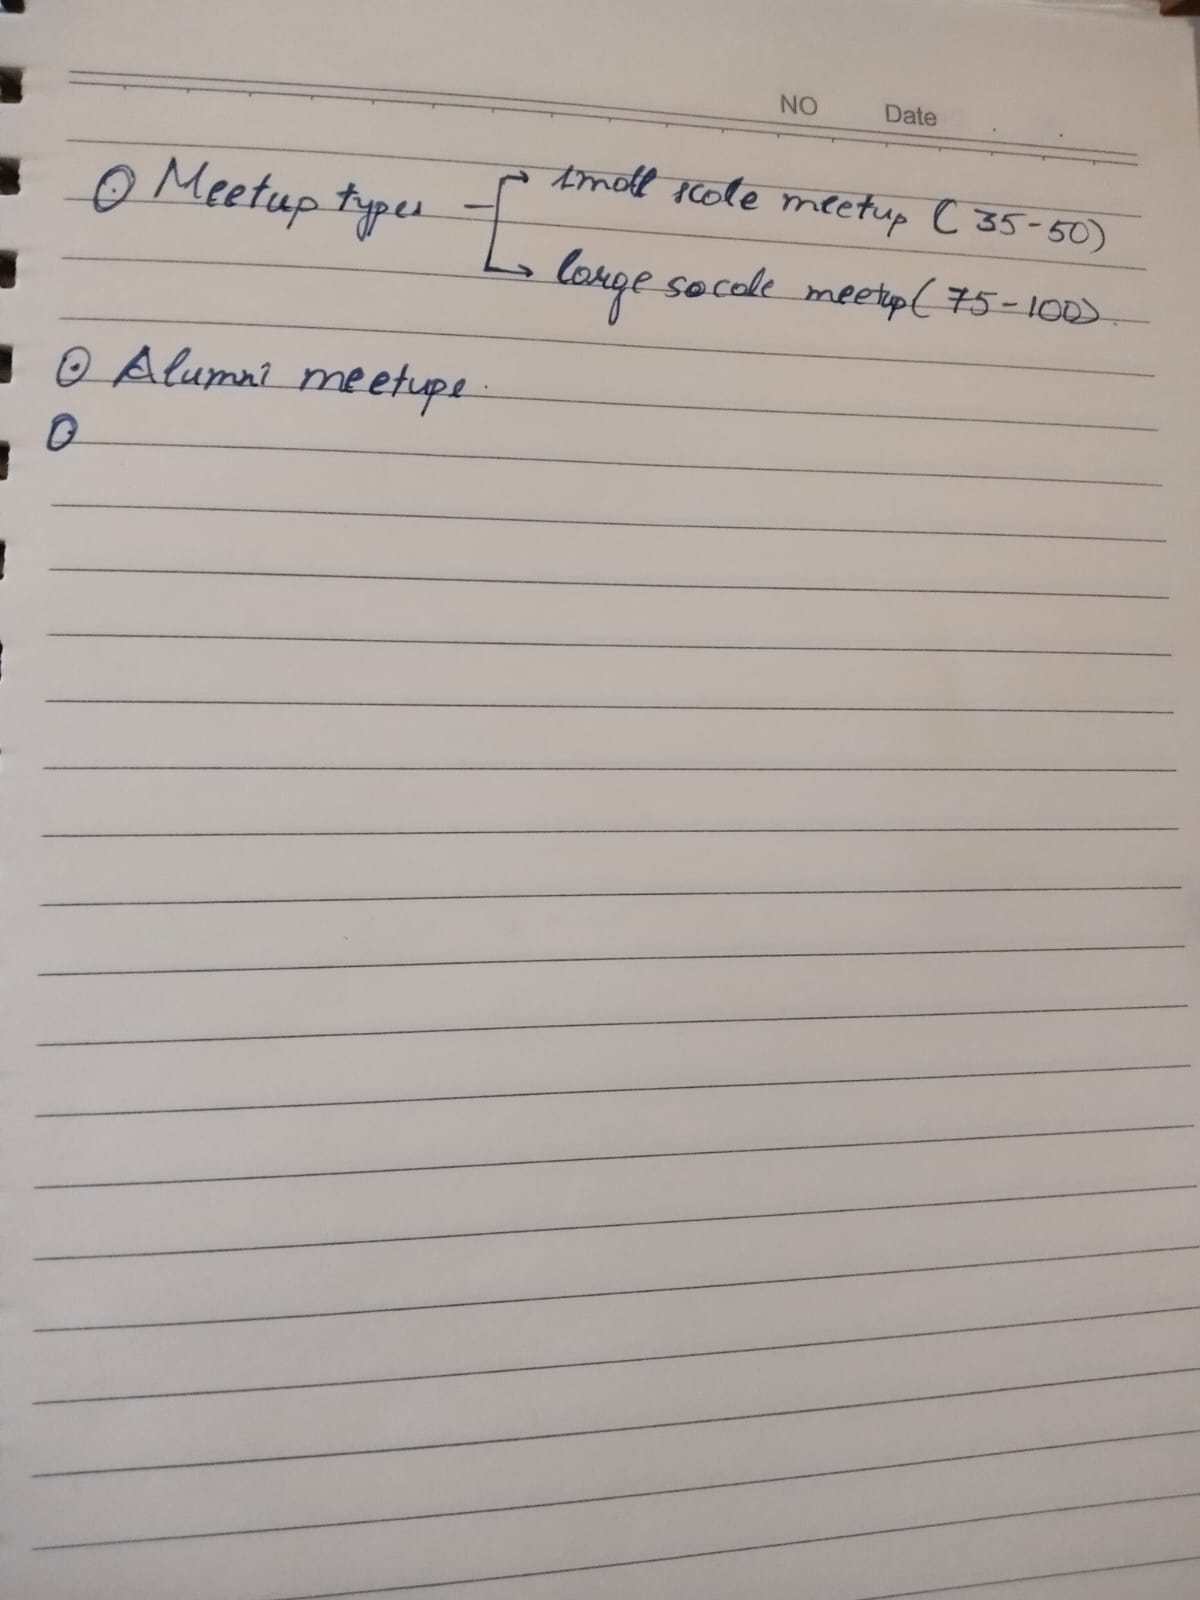 NO Date
⊙ Meetup types → small scale meetup (35-50)
→ large socale meetup (75-100).
⊙ Alumni meetups.
O